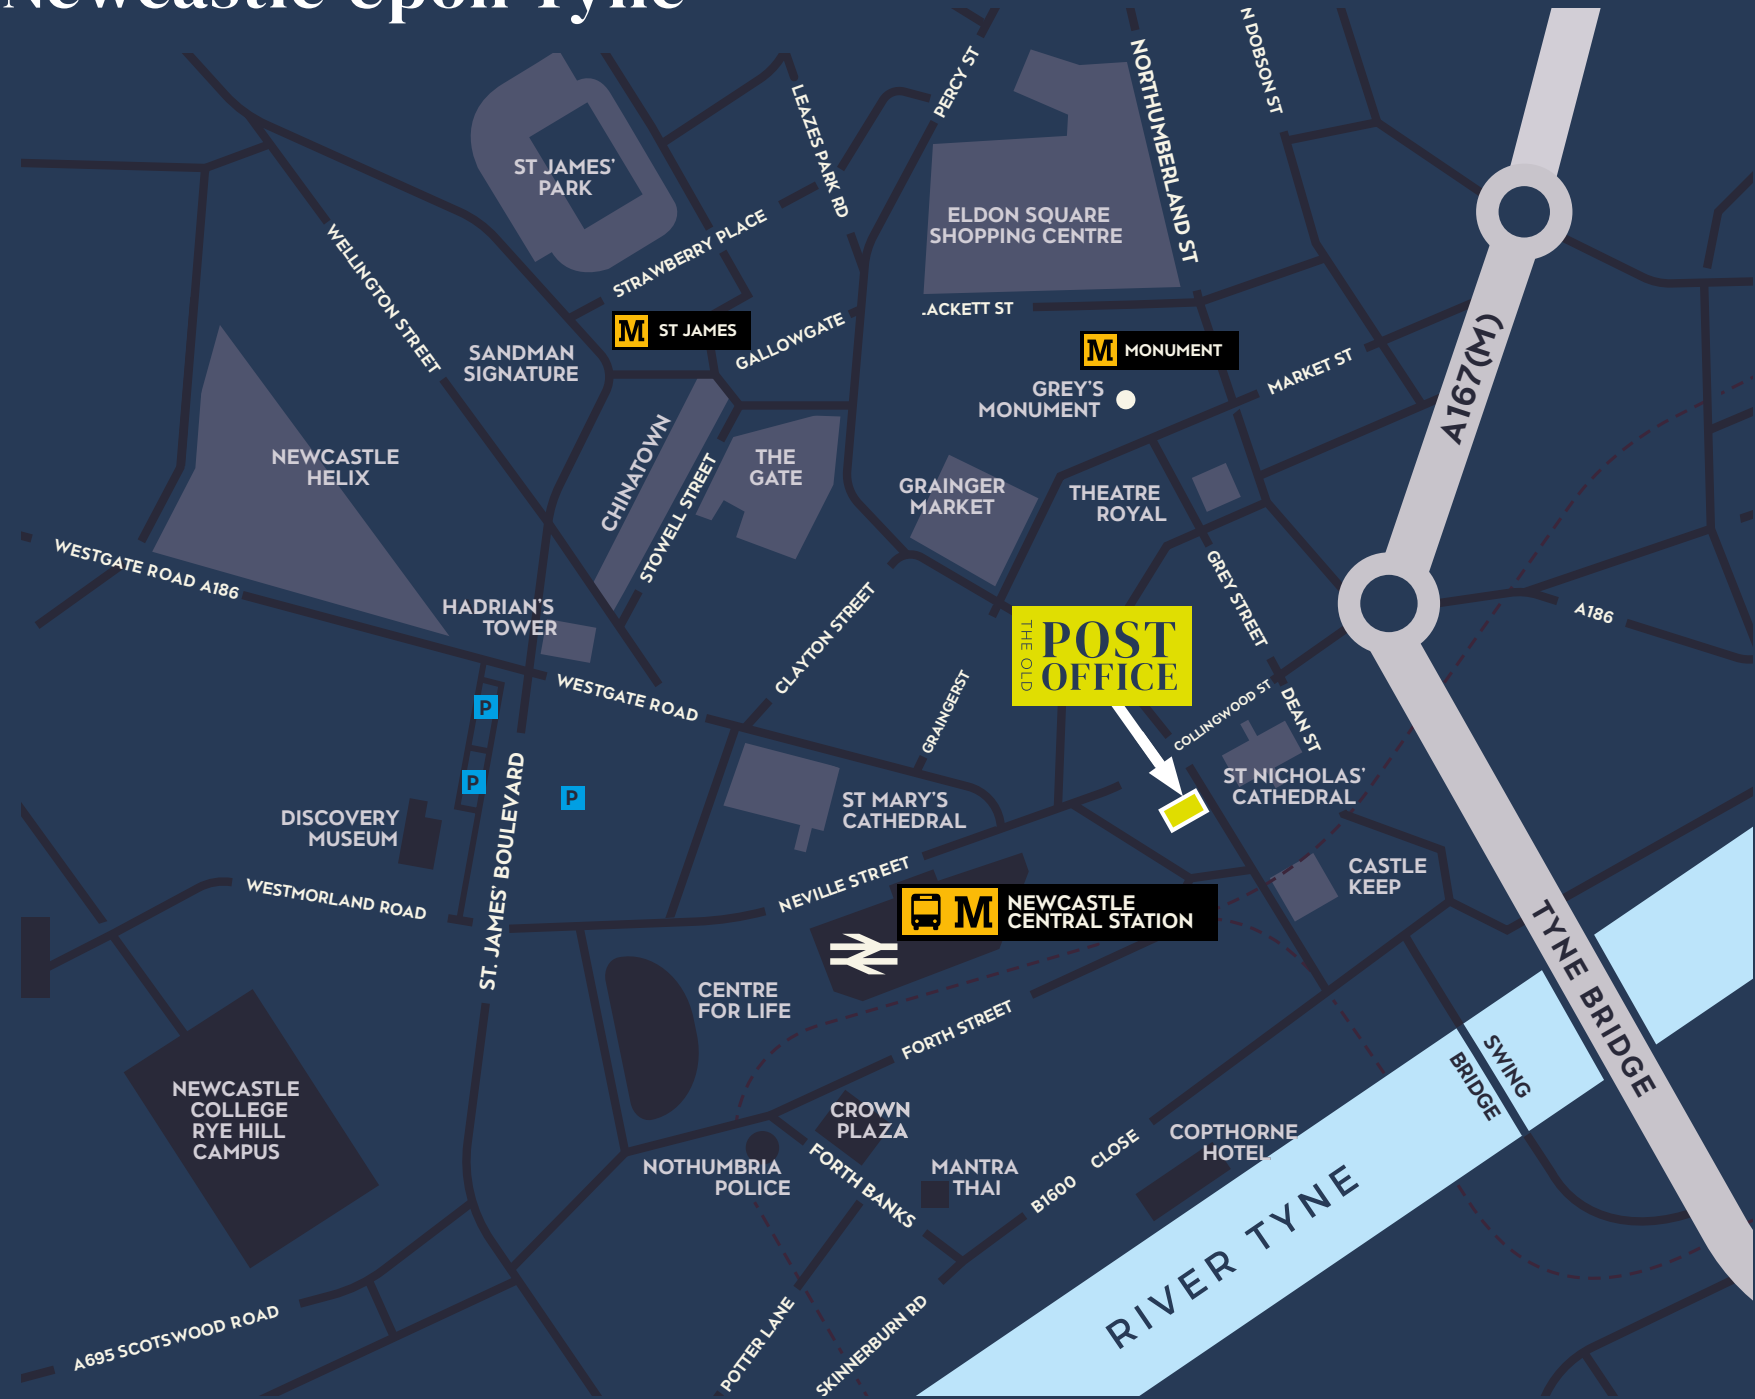 Newcastle upon Tyne
N DOBSON ST
PERCY ST
NORTHUMBERLAND ST
LEAZES PARK RD
ST JAMES'
PARK
ELDON SQUARE
SHOPPING CENTRE
STRAWBERRY PLACE
WELLINGTON STREET
ACKETT ST
M ST JAMES
GALLOWGATE
M MONUMENT
SANDMAN
SIGNATURE
MARKET ST
A167(M)
GREY'S
MONUMENT
CHINATOWN
NEWCASTLE
HELIX
THE
GATE
STOWELL STREET
GRAINGER
MARKET
THEATRE
ROYAL
WESTGATE ROAD A186
GREY STREET
A186
HADRIAN'S
TOWER
CLAYTON STREET
THE OLD
POST
OFFICE
WESTGATE ROAD
GRAINGERST
COLLINGWOOD ST
DEAN ST
P
P
P
ST NICHOLAS'
CATHEDRAL
ST MARY'S
CATHEDRAL
DISCOVERY
MUSEUM
ST. JAMES' BOULEVARD
NEVILLE STREET
CASTLE
KEEP
WESTMORLAND ROAD
M
NEWCASTLE
CENTRAL STATION
TYNE BRIDGE
CENTRE
FOR LIFE
FORTH STREET
SWING
BRIDGE
NEWCASTLE
COLLEGE
RYE HILL
CAMPUS
CROWN
PLAZA
COPTHORNE
HOTEL
NOTHUMBRIA
POLICE
FORTH BANKS
MANTRA
THAI
B1600 CLOSE
RIVER TYNE
A695 SCOTSWOOD ROAD
POTTER LANE
SKINNERBURN RD